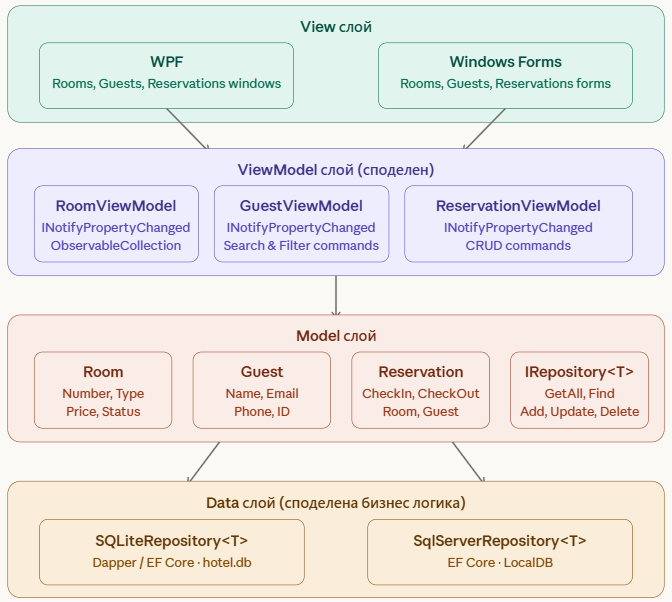 View слой
WPF
Rooms, Guests, Reservations windows
Windows Forms
Rooms, Guests, Reservations forms
ViewModel слой (споделен)
RoomViewModel
INotifyPropertyChanged
ObservableCollection
GuestViewModel
INotifyPropertyChanged
Search & Filter commands
ReservationViewModel
INotifyPropertyChanged
CRUD commands
Model слой
Room
Number, Type
Price, Status
Guest
Name, Email
Phone, ID
Reservation
CheckIn, CheckOut
Room, Guest
IRepository<T>
GetAll, Find
Add, Update, Delete
Data слой (споделена бизнес логика)
SQLiteRepository<T>
Dapper / EF Core · hotel.db
SqlServerRepository<T>
EF Core · LocalDB